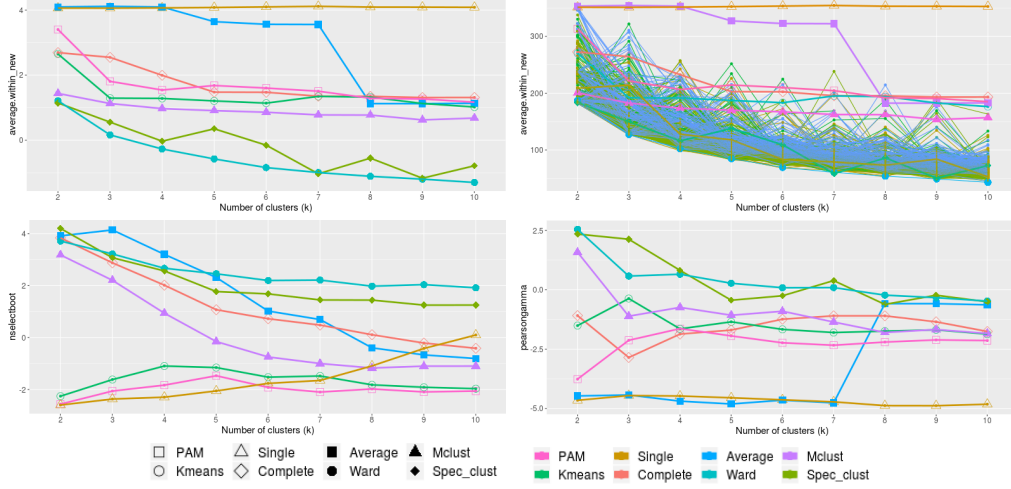 average.within_new
4
2
0
2 3 4 5 6 7 8 9 10
Number of clusters (k)
average.within_new
300
200
100
2 3 4 5 6 7 8 9 10
Number of clusters (k)
nselectboot
4
2
0
-2
2 3 4 5 6 7 8 9 10
Number of clusters (k)
pearsongamma
2.5
0.0
-2.5
-5.0
2 3 4 5 6 7 8 9 10
Number of clusters (k)
PAM Single Average Mclust
Kmeans Complete Ward Spec_clust
PAM Single Average Mclust
Kmeans Complete Ward Spec_clust